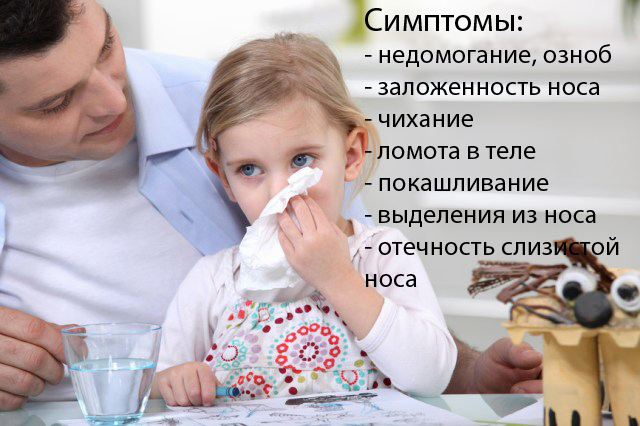 Симптомы:
- недомогание, озноб
- заложенность носа
- чихание
- ломота в теле
- покашливание
- выделения из носа
- отечность слизистой
носа